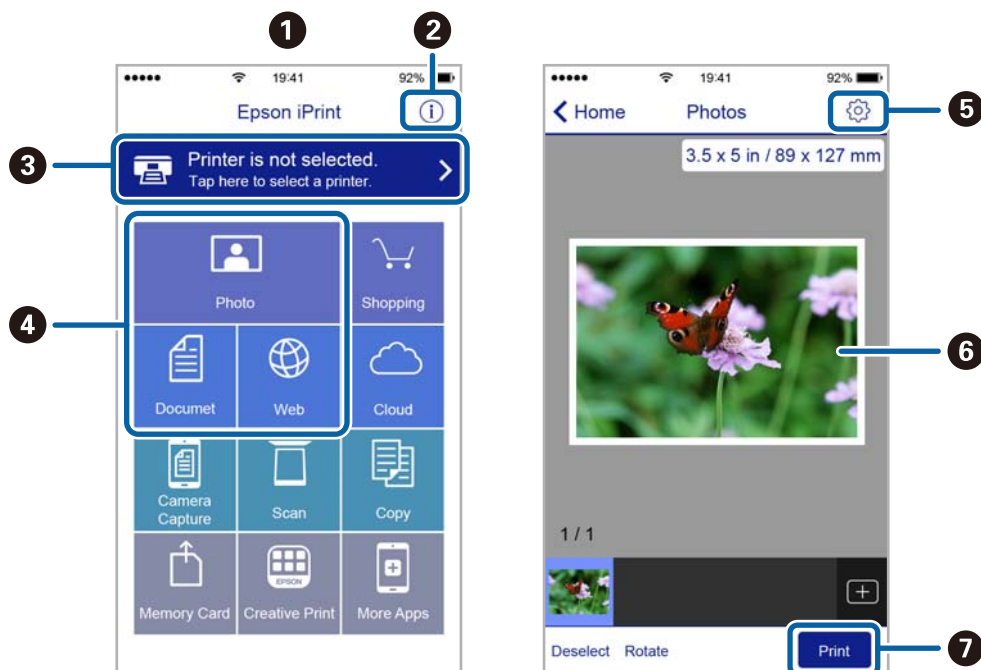 1
2
19:41
92%
Epson iPrint
3
Printer is not selected.
Tap here to select a printer.
4
Photo
Shopping
Documet
Web
Cloud
Camera
Capture
Scan
Copy
EPSON
Memory Card
Creative Print
More Apps
19:41
92%
Home
Photos
5
3.5 x 5 in / 89 x 127 mm
6
1 / 1
Deselect
Rotate
Print
7